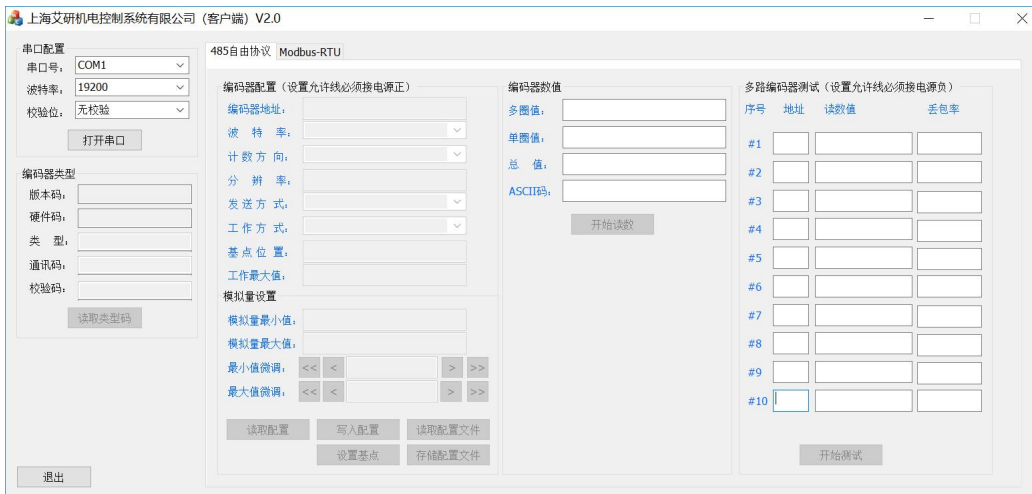 上海艾研机电控制系统有限公司（客户端）V2.0
串口配置
串口号： COM1
波特率： 19200
校验位： 无校验
打开串口
编码器类型
版本码：
硬件码：
类 型：
通讯码：
校验码：
读取类型码
退出
485自由协议 Modbus-RTU
编码器配置（设置允许线必须接电源正）
编码器地址：
波 特 率：
计数方向：
分 辨 率：
发送方式：
工作方式：
基点位置：
工作最大值：
模拟量设置
模拟量最小值：
模拟量最大值：
最小值微调： << < > >>
最大值微调： << < > >>
读取配置 写入配置 读取配置文件
设置基点 存储配置文件
编码器数值
多圈值：
单圈值：
总 值：
ASCII码：
开始读数
多路编码器测试（设置允许线必须接电源负）
序号 地址 读数值 丢包率
#1
#2
#3
#4
#5
#6
#7
#8
#9
#10
开始测试